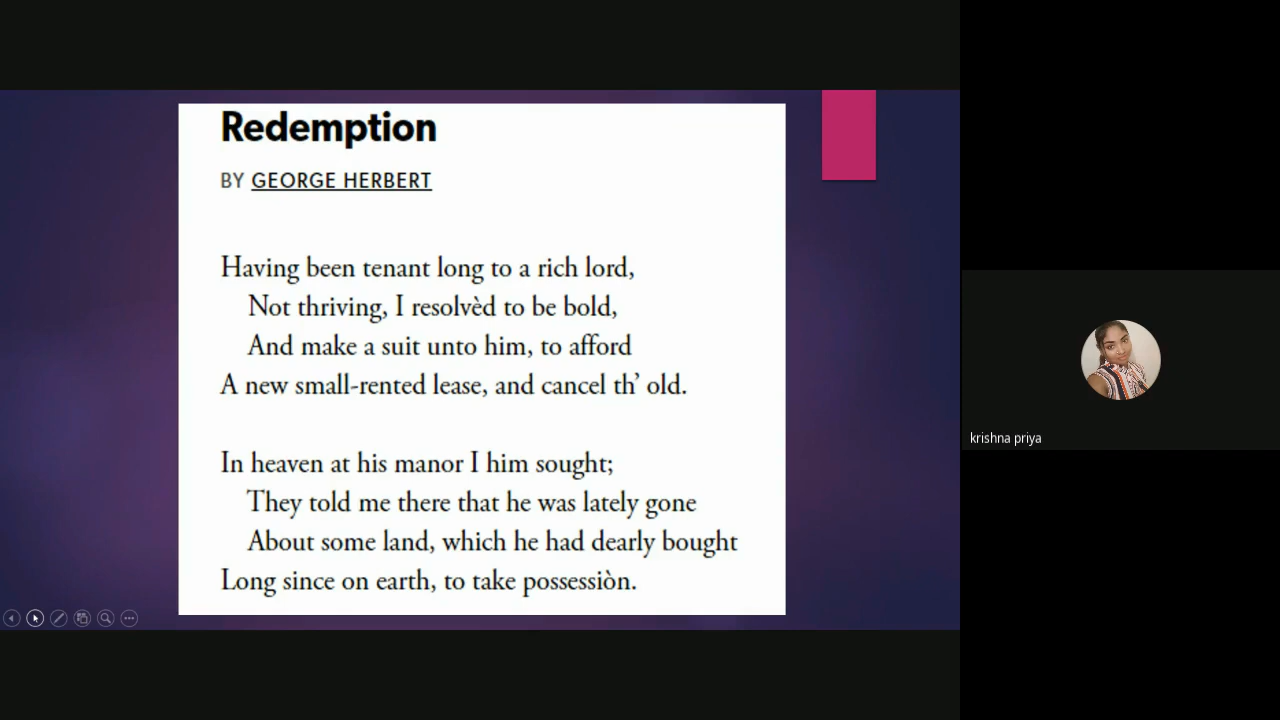 Redemption
BY GEORGE HERBERT
Having been tenant long to a rich lord,
Not thriving, I resolvèd to be bold,
And make a suit unto him, to afford
A new small-rented lease, and cancel th’ old.
In heaven at his manor I him sought;
They told me there that he was lately gone
About some land, which he had dearly bought
Long since on earth, to take possessiòn.
krishna priya